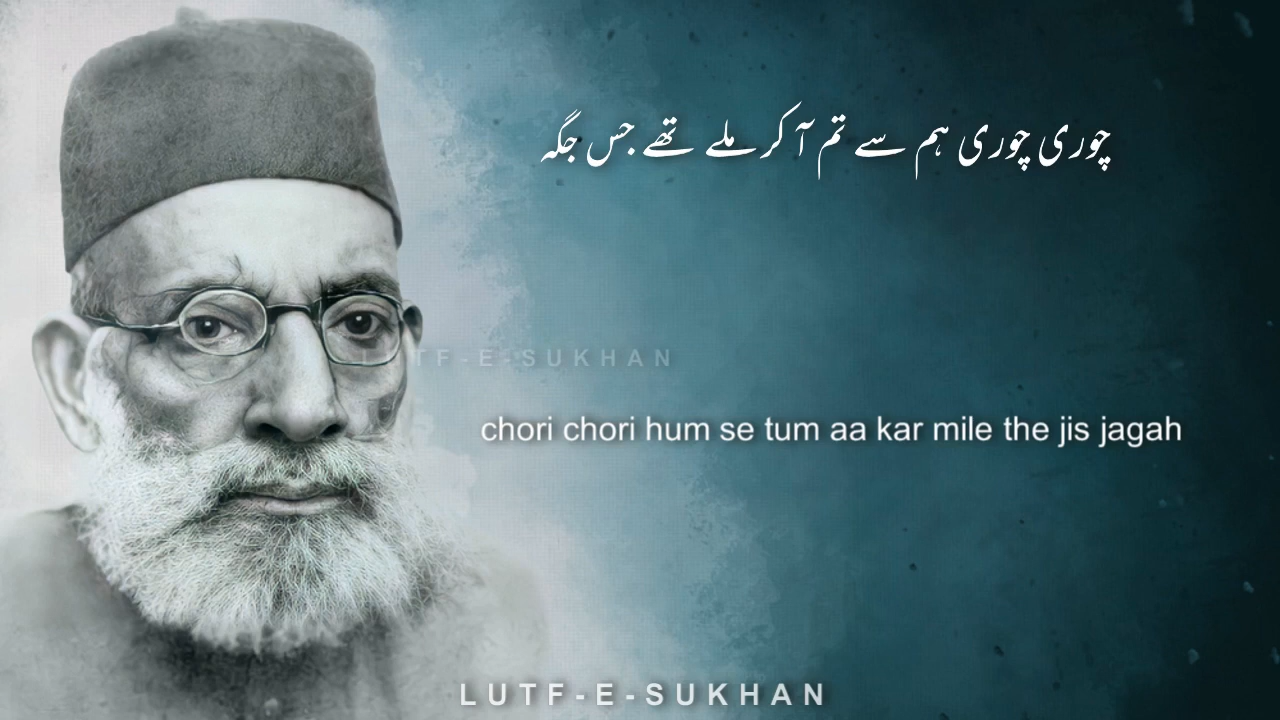 چوری چوری ہم سے تم آ کر ملے تھے جس جگہ
LUTF-E-SUKHAN
chori chori hum se tum aa kar mile the jis jagah
LUTF-E-SUKHAN